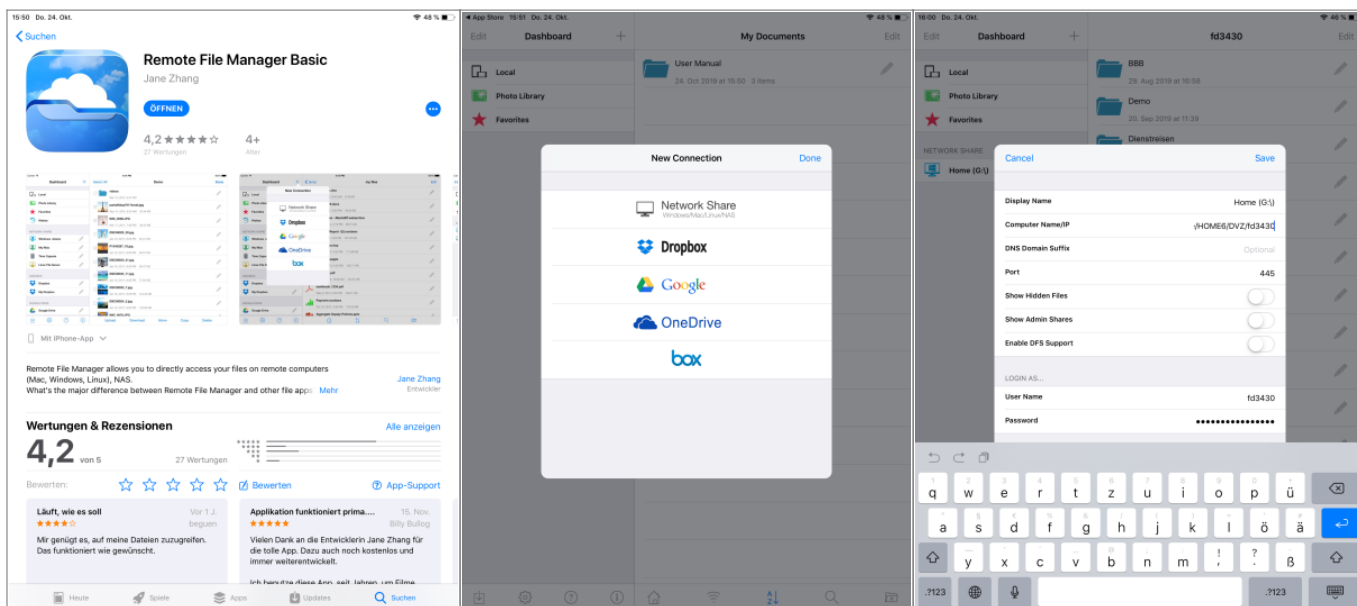 15:50 Do. 24. Okt.
48 %
Suchen
Remote File Manager Basic
Jane Zhang
ÖFFNEN
4,2
27 Wertungen
4+
Alter
Mit iPhone-App
Remote File Manager allows you to directly access your files on remote computers
(Mac, Windows, Linux), NAS.
What's the major difference between Remote File Manager and other file apps Mehr
Jane Zhang
Entwickler
Wertungen & Rezensionen
Alle anzeigen
4,2 von 5
27 Wertungen
Bewerten:
Bewerten
App-Support
Läuft, wie es soll
Vor 1 J.
beguen
Mir genügt es, auf meine Dateien zuzugreifen.
Das funktioniert wie gewünscht.
Applikation funktioniert prima....
15. Nov.
Billy Bullog
Vielen Dank an die Entwicklerin Jane Zhang für
die tolle App. Dazu auch noch kostenlos und
immer weiterentwickelt.
Ich benutze diese App, seit Jahren, um Filme
Heute
Spiele
Apps
Updates
Suchen
App Store 15:51 Do. 24. Okt.
48 %
Edit
Dashboard
+
My Documents
Edit
Local
Photo Library
Favorites
User Manual
24. Oct 2019 at 15:50 3 items
New Connection
Done
Network Share
Windows/Mac/Linux/NAS
Dropbox
Google
OneDrive
box
16:00 Do. 24. Okt.
46 %
Edit
Dashboard
+
fd3430
Edit
Local
Photo Library
Favorites
NETWORK SHARE
Home (G:\)
BBB
29. Aug 2019 at 16:58
Demo
20. Sep 2019 at 11:39
Dienstreisen
Cancel
Save
Display Name
Home (G:\)
Computer Name/IP
/HOME6/DVZ/fd3430
DNS Domain Suffix
Optional
Port
445
Show Hidden Files
Show Admin Shares
Enable DFS Support
LOGIN AS...
User Name
fd3430
Password
••••••••••••••••
q w e r t z u i o p ü
a s d f g h j k l ö ä
y x c v b n m ! , ? . ß
.?123
.?123